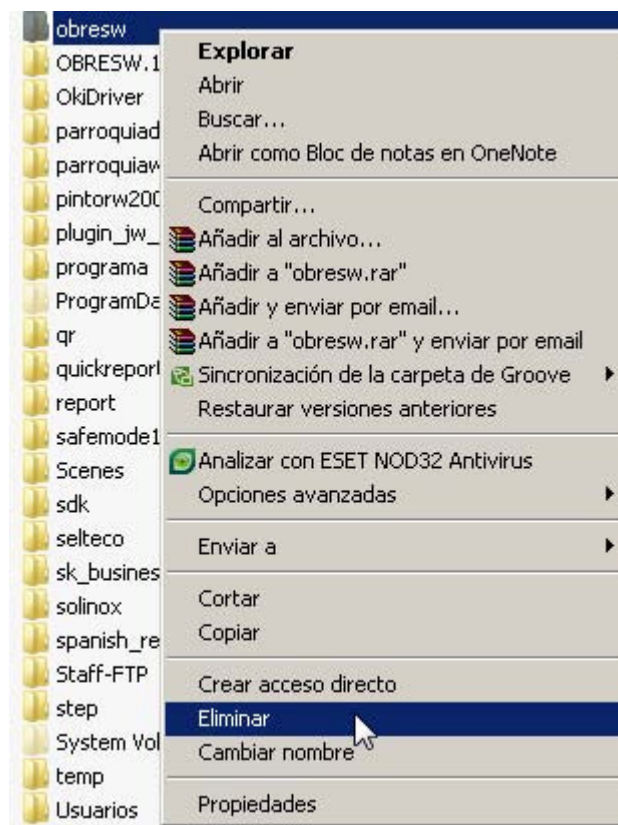 obresw
OBRESW.1
OkiDriver
parroquiad
parroquiaw
pintorw200
plugin_jw_
programa
ProgramDa
qr
quickreport
report
safemode1
Scenes
sdk
selteco
sk_busines
solinox
spanish_re
Staff-FTP
step
System Vol
temp
Usuarios
Explorar
Abrir
Buscar...
Abrir como Bloc de notas en OneNote
Compartir...
Añadir al archivo...
Añadir a "obresw.rar"
Añadir y enviar por email...
Añadir a "obresw.rar" y enviar por email
Sincronización de la carpeta de Groove
Restaurar versiones anteriores
Analizar con ESET NOD32 Antivirus
Opciones avanzadas
Enviar a
Cortar
Copiar
Crear acceso directo
Eliminar
Cambiar nombre
Propiedades